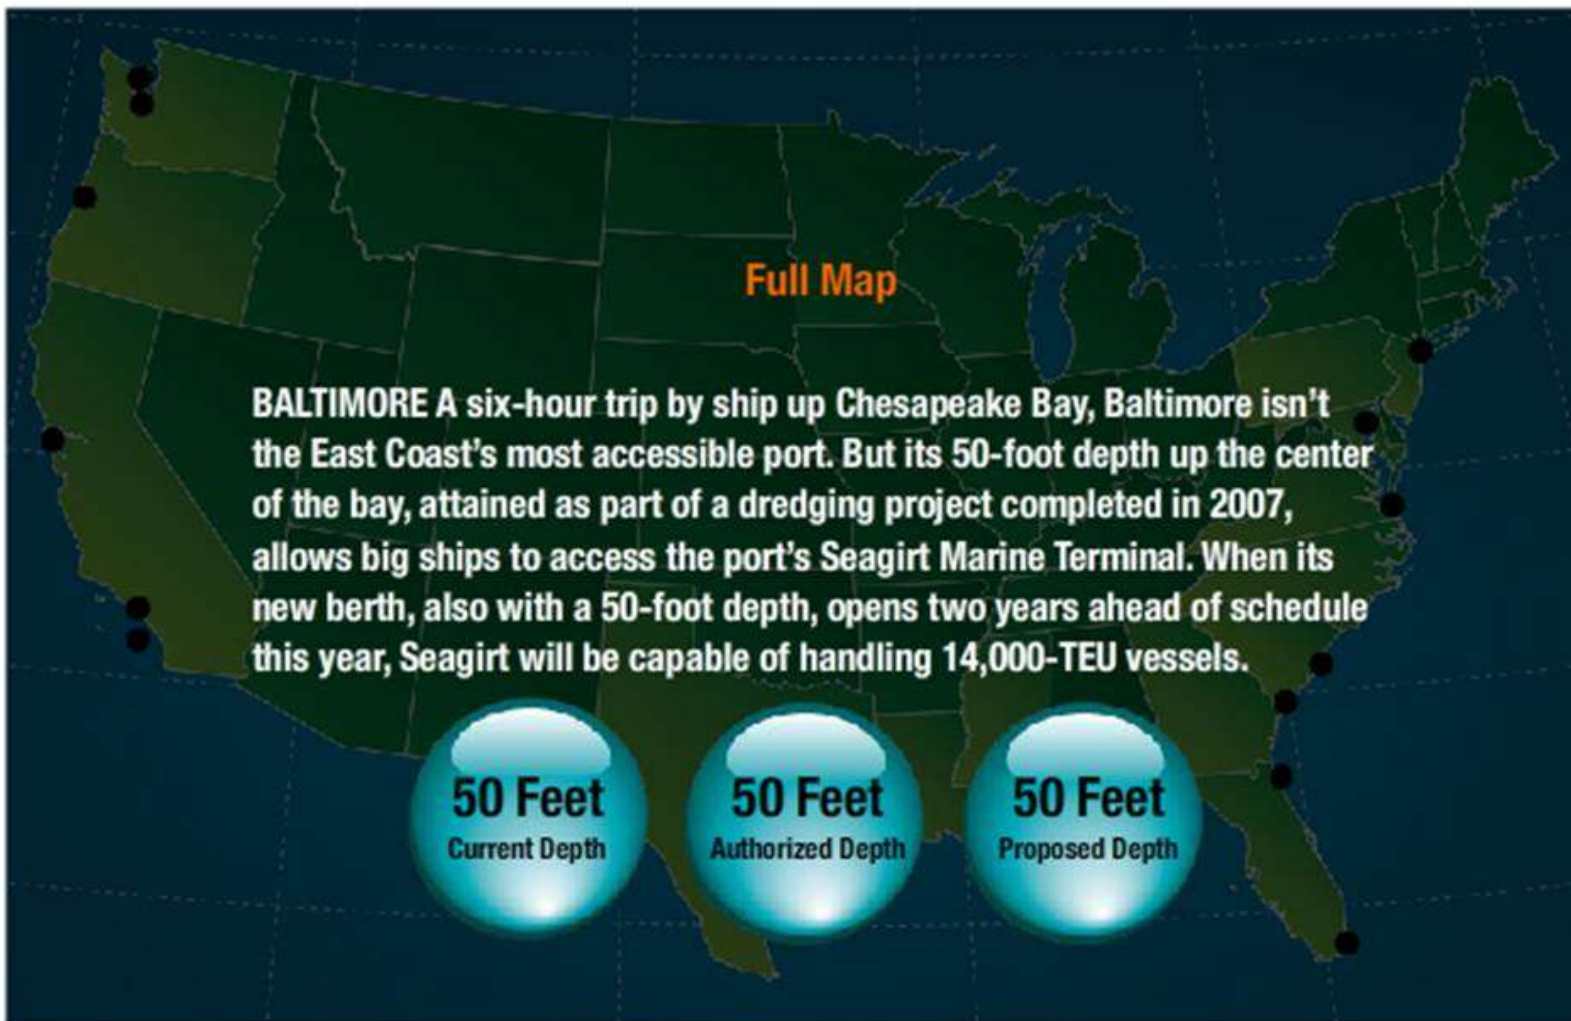 Full Map
BALTIMORE A six-hour trip by ship up Chesapeake Bay, Baltimore isn't
the East Coast's most accessible port. But its 50-foot depth up the center
of the bay, attained as part of a dredging project completed in 2007,
allows big ships to access the port's Seagirt Marine Terminal. When its
new berth, also with a 50-foot depth, opens two years ahead of schedule
this year, Seagirt will be capable of handling 14,000-TEU vessels.
50 Feet
Current Depth
50 Feet
Authorized Depth
50 Feet
Proposed Depth